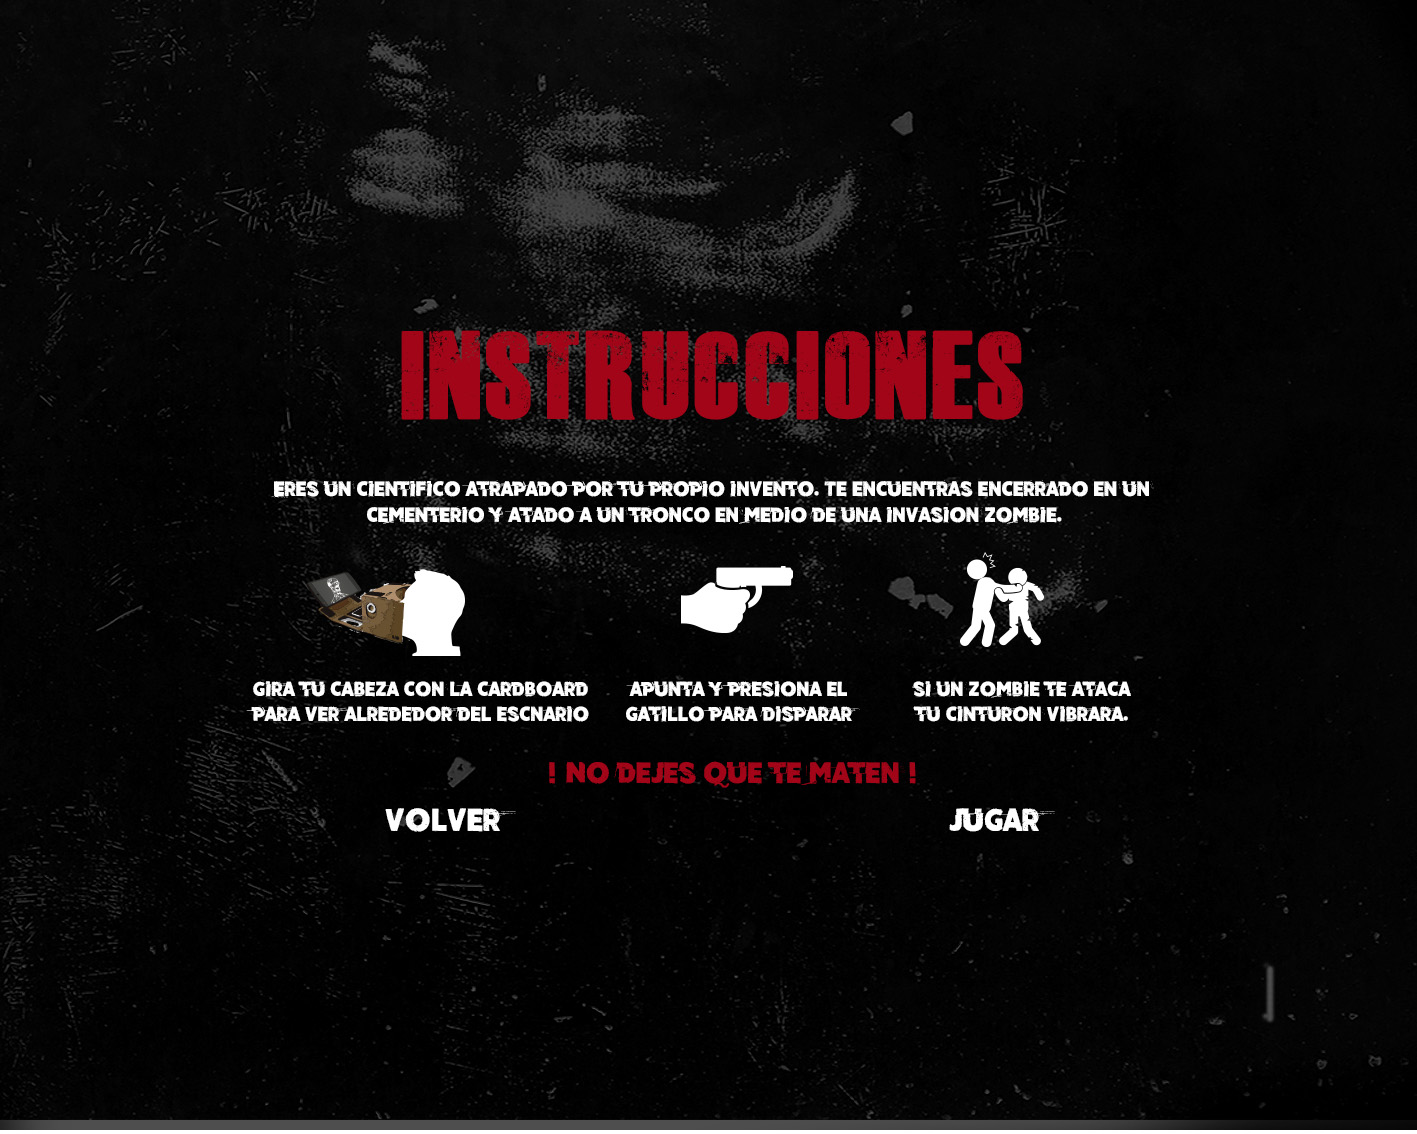 INSTRUCCIONES
ERES UN CIENTIFICO ATRAPADO POR TU PROPIO INVENTO. TE ENCUENTRAS ENCERRADO EN UN
CEMENTERIO Y ATADO A UN TRONCO EN MEDIO DE UNA INVASION ZOMBIE.
GIRA TU CABEZA CON LA CARDBOARD
PARA VER ALREDEDOR DEL ESCNARIO
APUNTA Y PRESIONA EL
GATILLO PARA DISPARAR
SI UN ZOMBIE TE ATACA
TU CINTURON VIBRARA.
! NO DEJES QUE TE MATEN !
VOLVER
JUGAR